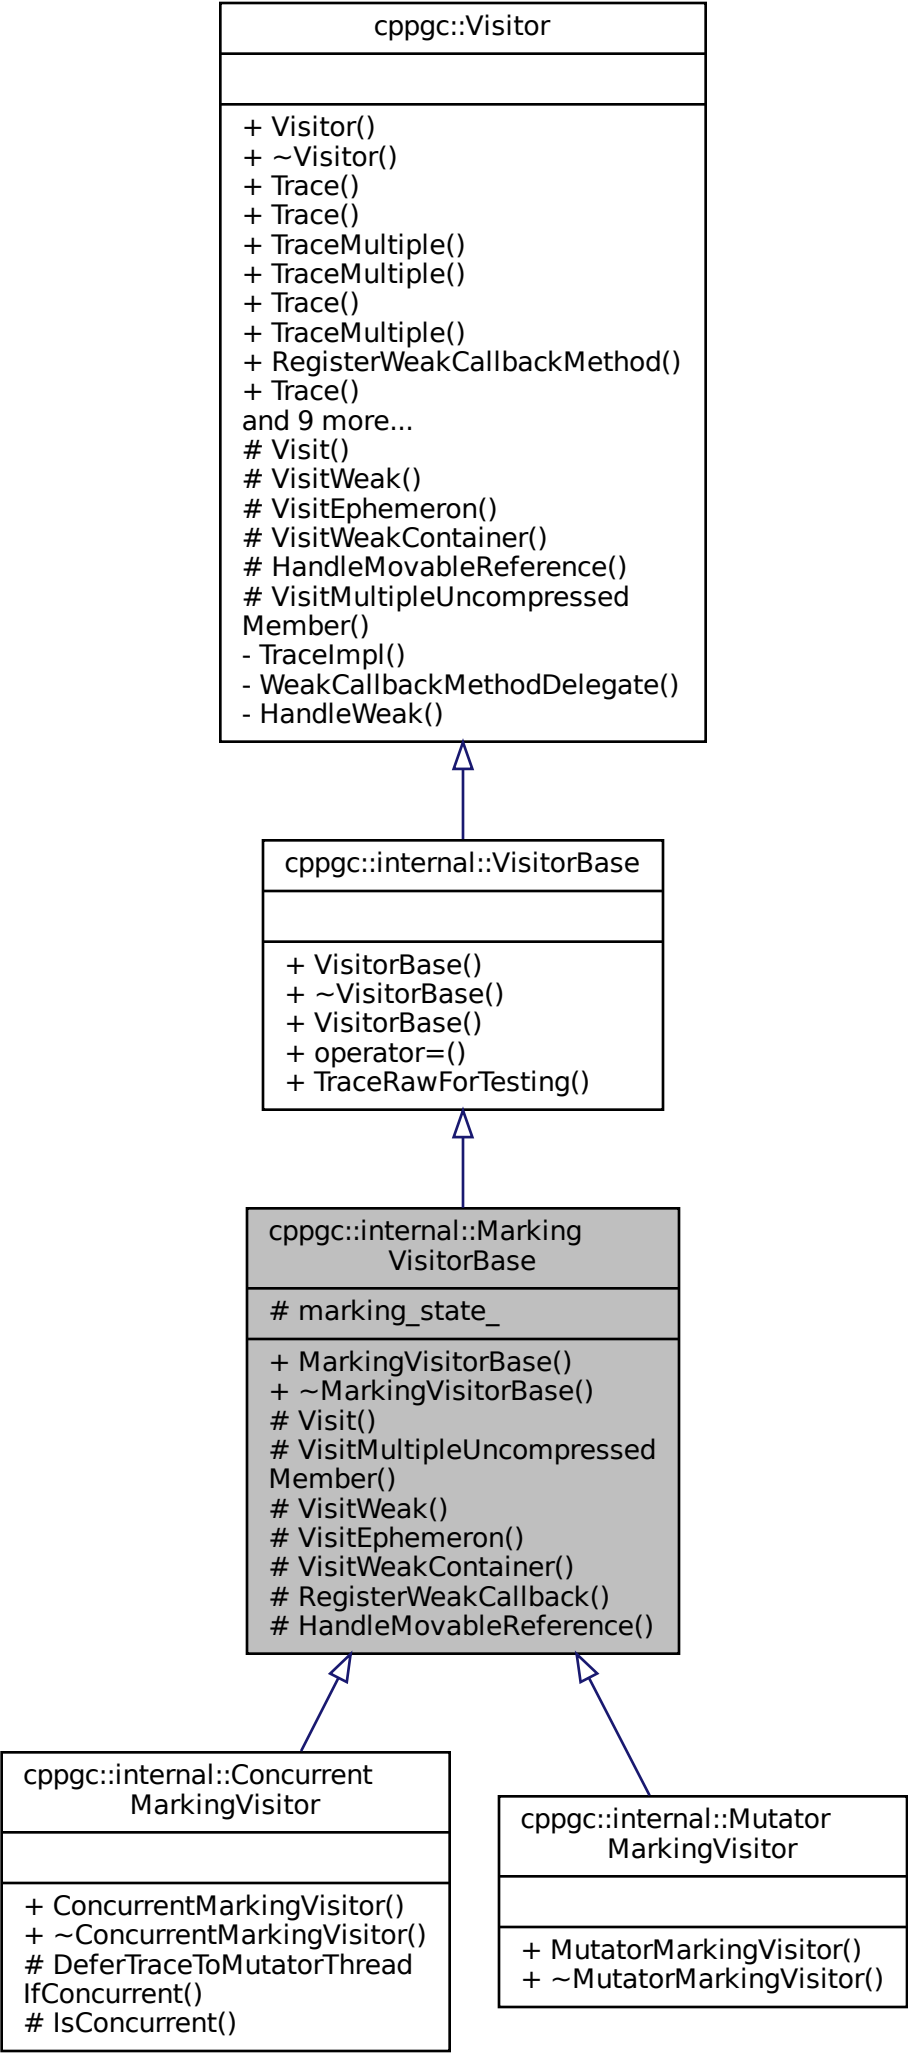 cppgc::Visitor
+ Visitor()
+ ~Visitor()
+ Trace()
+ Trace()
+ TraceMultiple()
+ TraceMultiple()
+ Trace()
+ TraceMultiple()
+ RegisterWeakCallbackMethod()
+ Trace()
and 9 more...
# Visit()
# VisitWeak()
# VisitEphemeron()
# VisitWeakContainer()
# HandleMovableReference()
# VisitMultipleUncompressed
Member()
- TraceImpl()
- WeakCallbackMethodDelegate()
- HandleWeak()
cppgc::internal::VisitorBase
+ VisitorBase()
+ ~VisitorBase()
+ VisitorBase()
+ operator=()
+ TraceRawForTesting()
cppgc::internal::Marking
VisitorBase
# marking_state_
+ MarkingVisitorBase()
+ ~MarkingVisitorBase()
# Visit()
# VisitMultipleUncompressed
Member()
# VisitWeak()
# VisitEphemeron()
# VisitWeakContainer()
# RegisterWeakCallback()
# HandleMovableReference()
cppgc::internal::Concurrent
MarkingVisitor
+ ConcurrentMarkingVisitor()
+ ~ConcurrentMarkingVisitor()
# DeferTraceToMutatorThread
IfConcurrent()
# IsConcurrent()
cppgc::internal::Mutator
MarkingVisitor
+ MutatorMarkingVisitor()
+ ~MutatorMarkingVisitor()